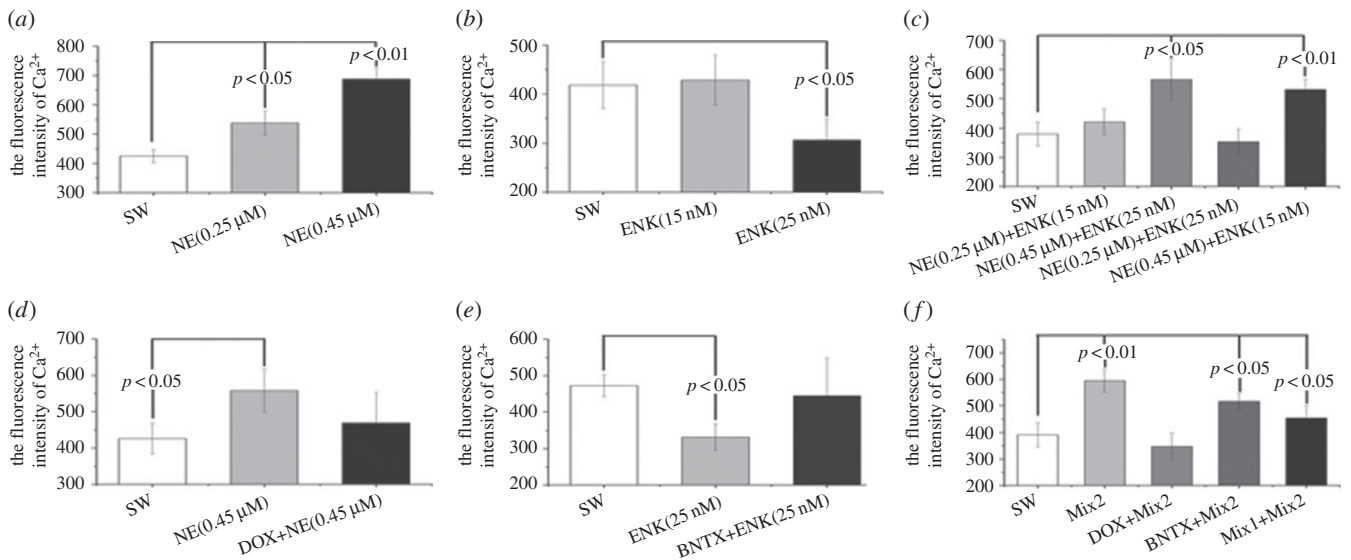 (a)
the fluorescence
intensity of Ca2+
800
700
600
500
400
300
p < 0.05
p < 0.01
SW
NE(0.25 µM)
NE(0.45 µM)
(b)
the fluorescence
intensity of Ca2+
500
400
300
200
p < 0.05
SW
ENK(15 nM)
ENK(25 nM)
(c)
the fluorescence
intensity of Ca2+
700
600
500
400
300
200
p < 0.05
p < 0.01
SW
NE(0.25 µM)+ENK(15 nM)
NE(0.45 µM)+ENK(25 nM)
NE(0.25 µM)+ENK(25 nM)
NE(0.45 µM)+ENK(15 nM)
(d)
the fluorescence
intensity of Ca2+
700
600
500
400
300
p < 0.05
SW
NE(0.45 µM)
DOX+NE(0.45 µM)
(e)
the fluorescence
intensity of Ca2+
600
500
400
300
200
p < 0.05
SW
ENK(25 nM)
BNTX+ENK(25 nM)
(f)
the fluorescence
intensity of Ca2+
700
600
500
400
300
200
p < 0.01
p < 0.05
p < 0.05
SW
Mix2
DOX+Mix2
BNTX+Mix2
Mix1+Mix2